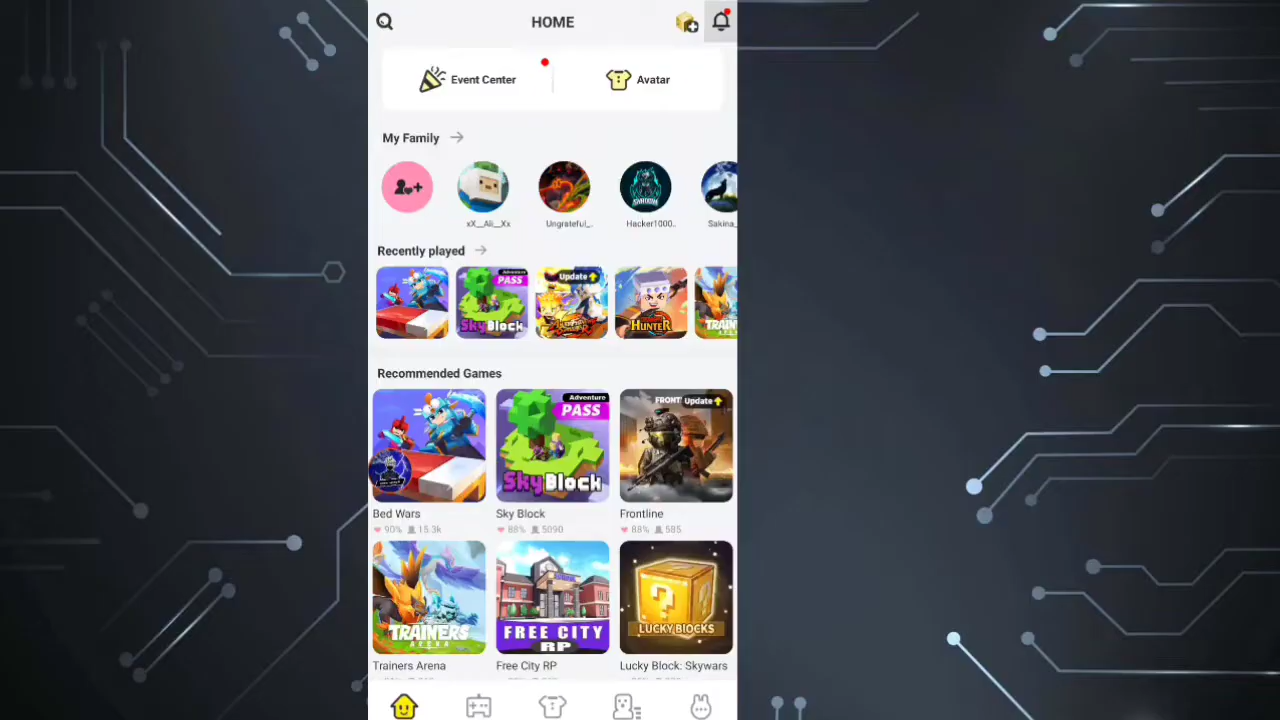 HOME
Event Center
Avatar
My Family
xX__Ali__Xx
Ungrateful_..
Hacker1000..
Sakina_
Recently played
Adventure
PASS
SkyBlock
Update
HUNTER
Recommended Games
Adventure
PASS
SkyBlock
Update
Bed Wars
Sky Block
Frontline
90% 15.3k
88% 5090
88% 585
TRAINERS
ARENA
FREE CITY
RP
LUCKY BLOCKS
Trainers Arena
Free City RP
Lucky Block: Skywars